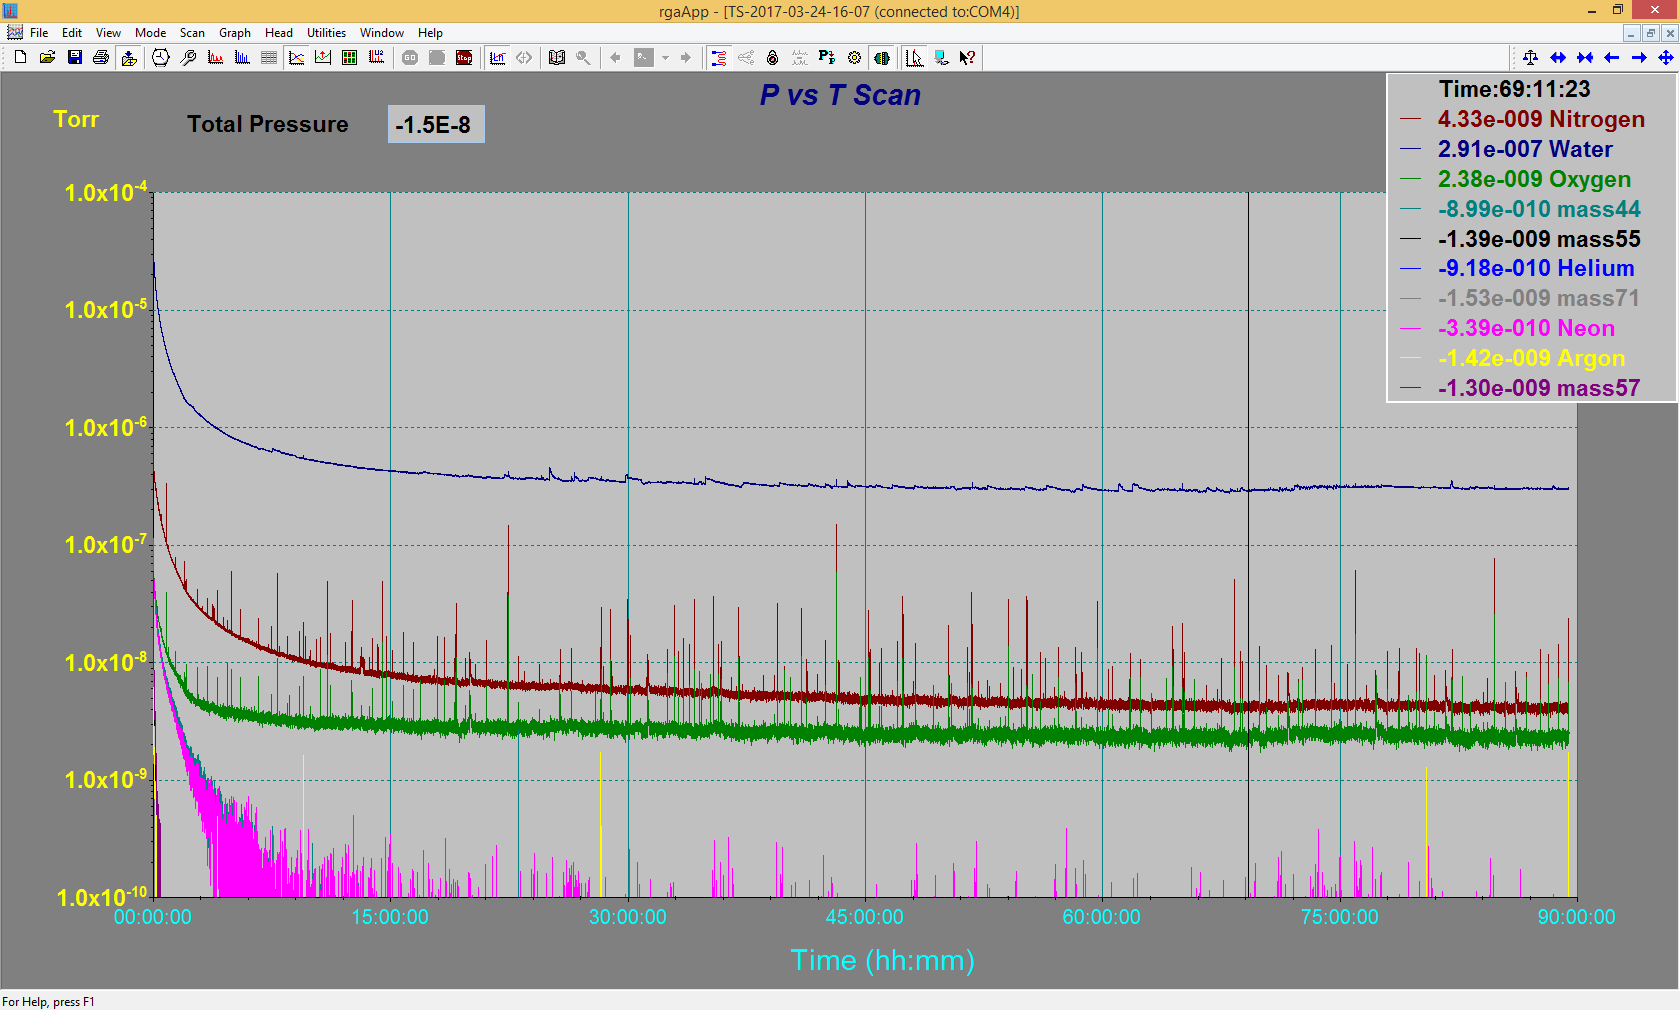 rgaApp - [TS-2017-03-24-16-07 (connected to:COM4)]
File Edit View Mode Scan Graph Head Utilities Window Help
GO Stop
P vs T Scan
Torr
Total Pressure -1.5E-8
Time:69:11:23
4.33e-009 Nitrogen
2.91e-007 Water
2.38e-009 Oxygen
-8.99e-010 mass44
-1.39e-009 mass55
-9.18e-010 Helium
-1.53e-009 mass71
-3.39e-010 Neon
-1.42e-009 Argon
-1.30e-009 mass57
1.0x10-4
1.0x10-5
1.0x10-6
1.0x10-7
1.0x10-8
1.0x10-9
1.0x10-10
00:00:00 15:00:00 30:00:00 45:00:00 60:00:00 75:00:00 90:00:00
Time (hh:mm)
For Help, press F1